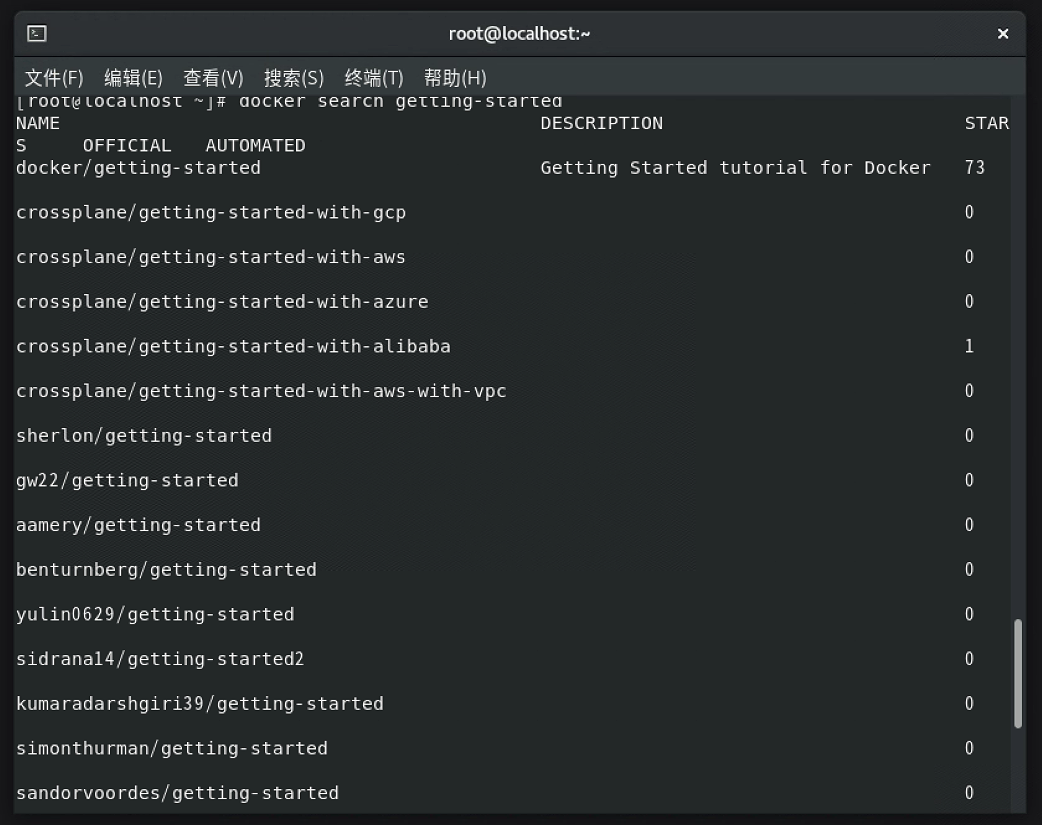 root@localhost:~
文件(F) 编辑(E) 查看(V) 搜索(S) 终端(T) 帮助(H)
[root@localhost ~]# docker search getting-started
NAME DESCRIPTION STAR
S OFFICIAL AUTOMATED
docker/getting-started Getting Started tutorial for Docker 73
crossplane/getting-started-with-gcp 0
crossplane/getting-started-with-aws 0
crossplane/getting-started-with-azure 0
crossplane/getting-started-with-alibaba 1
crossplane/getting-started-with-aws-with-vpc 0
sherlon/getting-started 0
gw22/getting-started 0
aamery/getting-started 0
benturnberg/getting-started 0
yulin0629/getting-started 0
sidrana14/getting-started2 0
kumaradarshgiri39/getting-started 0
simonthurman/getting-started 0
sandorvoordes/getting-started 0